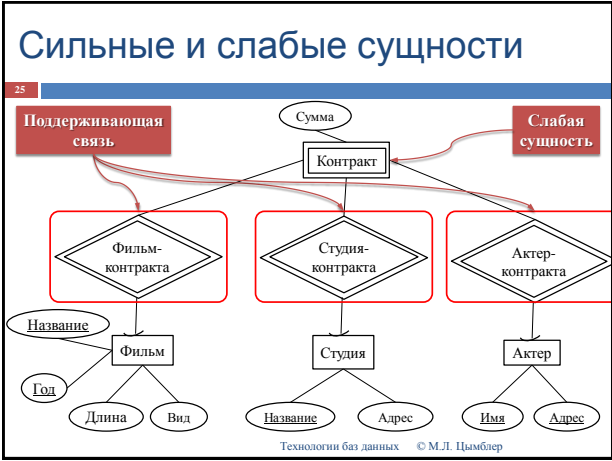 Сильные и слабые сущности
25
Поддерживающая
связь
Сумма
Слабая
сущность
Контракт
Фильм-
контракта
Студия-
контракта
Актер-
контракта
Название
Фильм
Студия
Актер
Год
Длина
Вид
Название
Адрес
Имя
Адрес
Технологии баз данных © М.Л. Цымблер